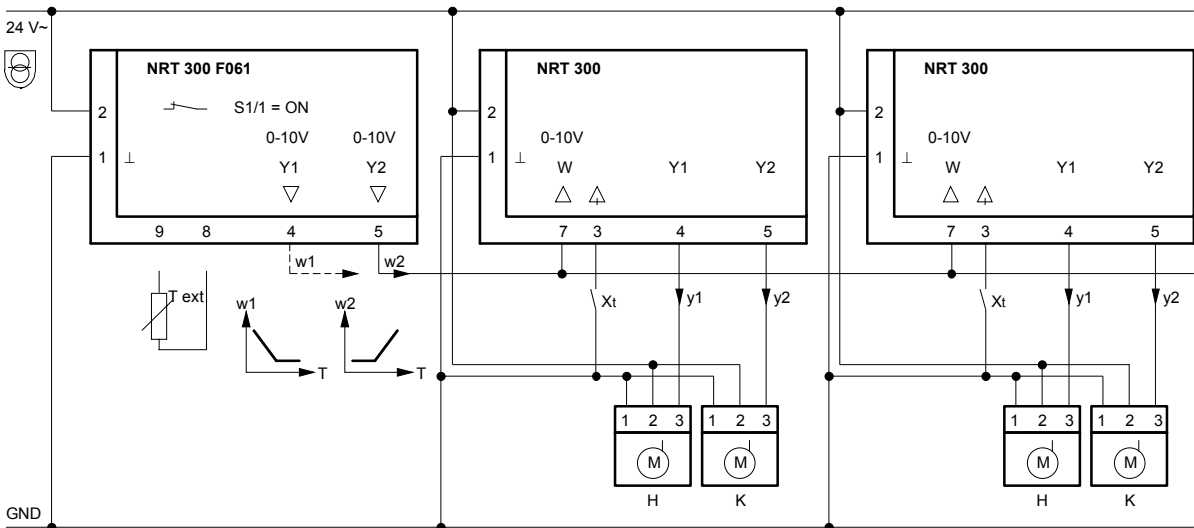 24 V~
NRT 300 F061 NRT 300 NRT 300
2 S1/1 = ON 2 2
0-10V 0-10V 0-10V 0-10V
1 ⊥ Y1 Y2 1 ⊥ W Y1 Y2 1 ⊥ W Y1 Y2
9 8 4 5 7 3 4 5 7 3 4 5
w1 w2
T ext w1 w2 Xt y1 y2 Xt y1 y2
T T
1 2 3 1 2 3 1 2 3 1 2 3
M M M M
H K H K
GND